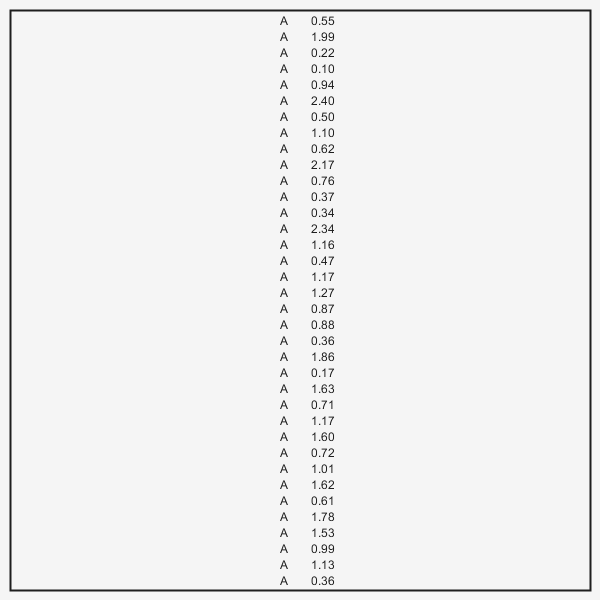 A 0.55
A 1.99
A 0.22
A 0.10
A 0.94
A 2.40
A 0.50
A 1.10
A 0.62
A 2.17
A 0.76
A 0.37
A 0.34
A 2.34
A 1.16
A 0.47
A 1.17
A 1.27
A 0.87
A 0.88
A 0.36
A 1.86
A 0.17
A 1.63
A 0.71
A 1.17
A 1.60
A 0.72
A 1.01
A 1.62
A 0.61
A 1.78
A 1.53
A 0.99
A 1.13
A 0.36